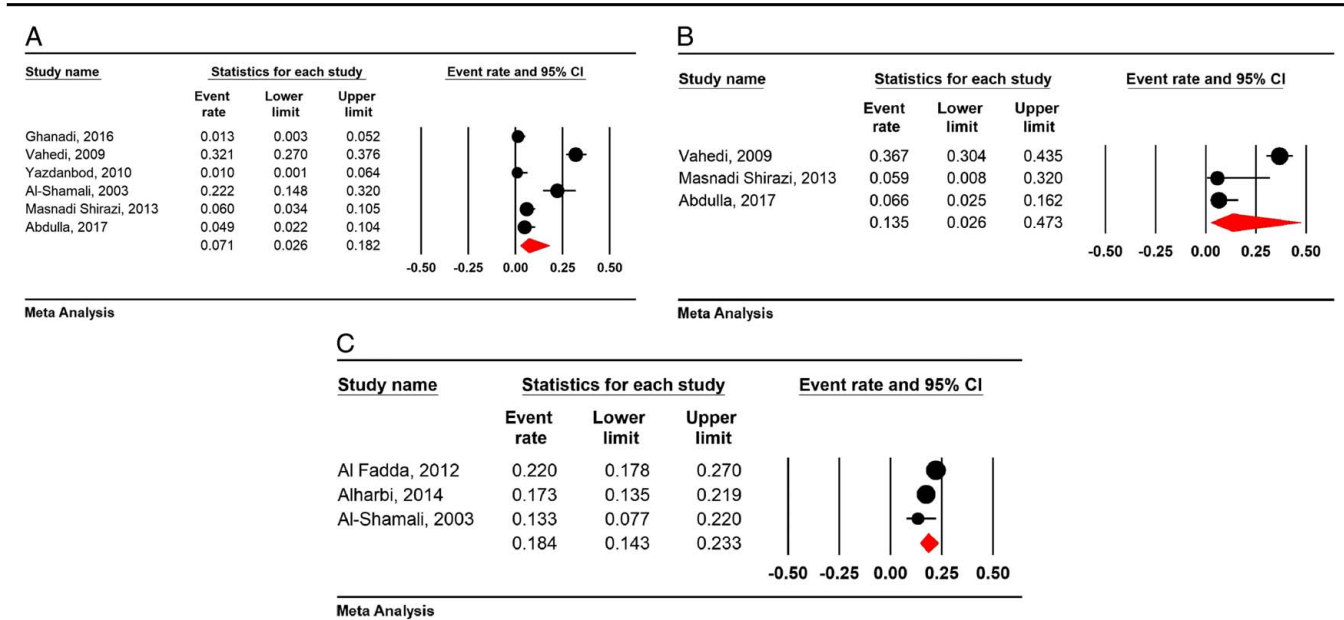 A
Study name Statistics for each study Event rate and 95% CI
Event Lower Upper
rate limit limit
Ghanadi, 2016 0.013 0.003 0.052
Vahedi, 2009 0.321 0.270 0.376
Yazdanbod, 2010 0.010 0.001 0.064
Al-Shamali, 2003 0.222 0.148 0.320
Masnadi Shirazi, 2013 0.060 0.034 0.105
Abdulla, 2017 0.049 0.022 0.104
0.071 0.026 0.182
-0.50 -0.25 0.00 0.25 0.50
Meta Analysis
B
Study name Statistics for each study Event rate and 95% CI
Event Lower Upper
rate limit limit
Vahedi, 2009 0.367 0.304 0.435
Masnadi Shirazi, 2013 0.059 0.008 0.320
Abdulla, 2017 0.066 0.025 0.162
0.135 0.026 0.473
-0.50 -0.25 0.00 0.25 0.50
Meta Analysis
C
Study name Statistics for each study Event rate and 95% CI
Event Lower Upper
rate limit limit
Al Fadda, 2012 0.220 0.178 0.270
Alharbi, 2014 0.173 0.135 0.219
Al-Shamali, 2003 0.133 0.077 0.220
0.184 0.143 0.233
-0.50 -0.25 0.00 0.25 0.50
Meta Analysis